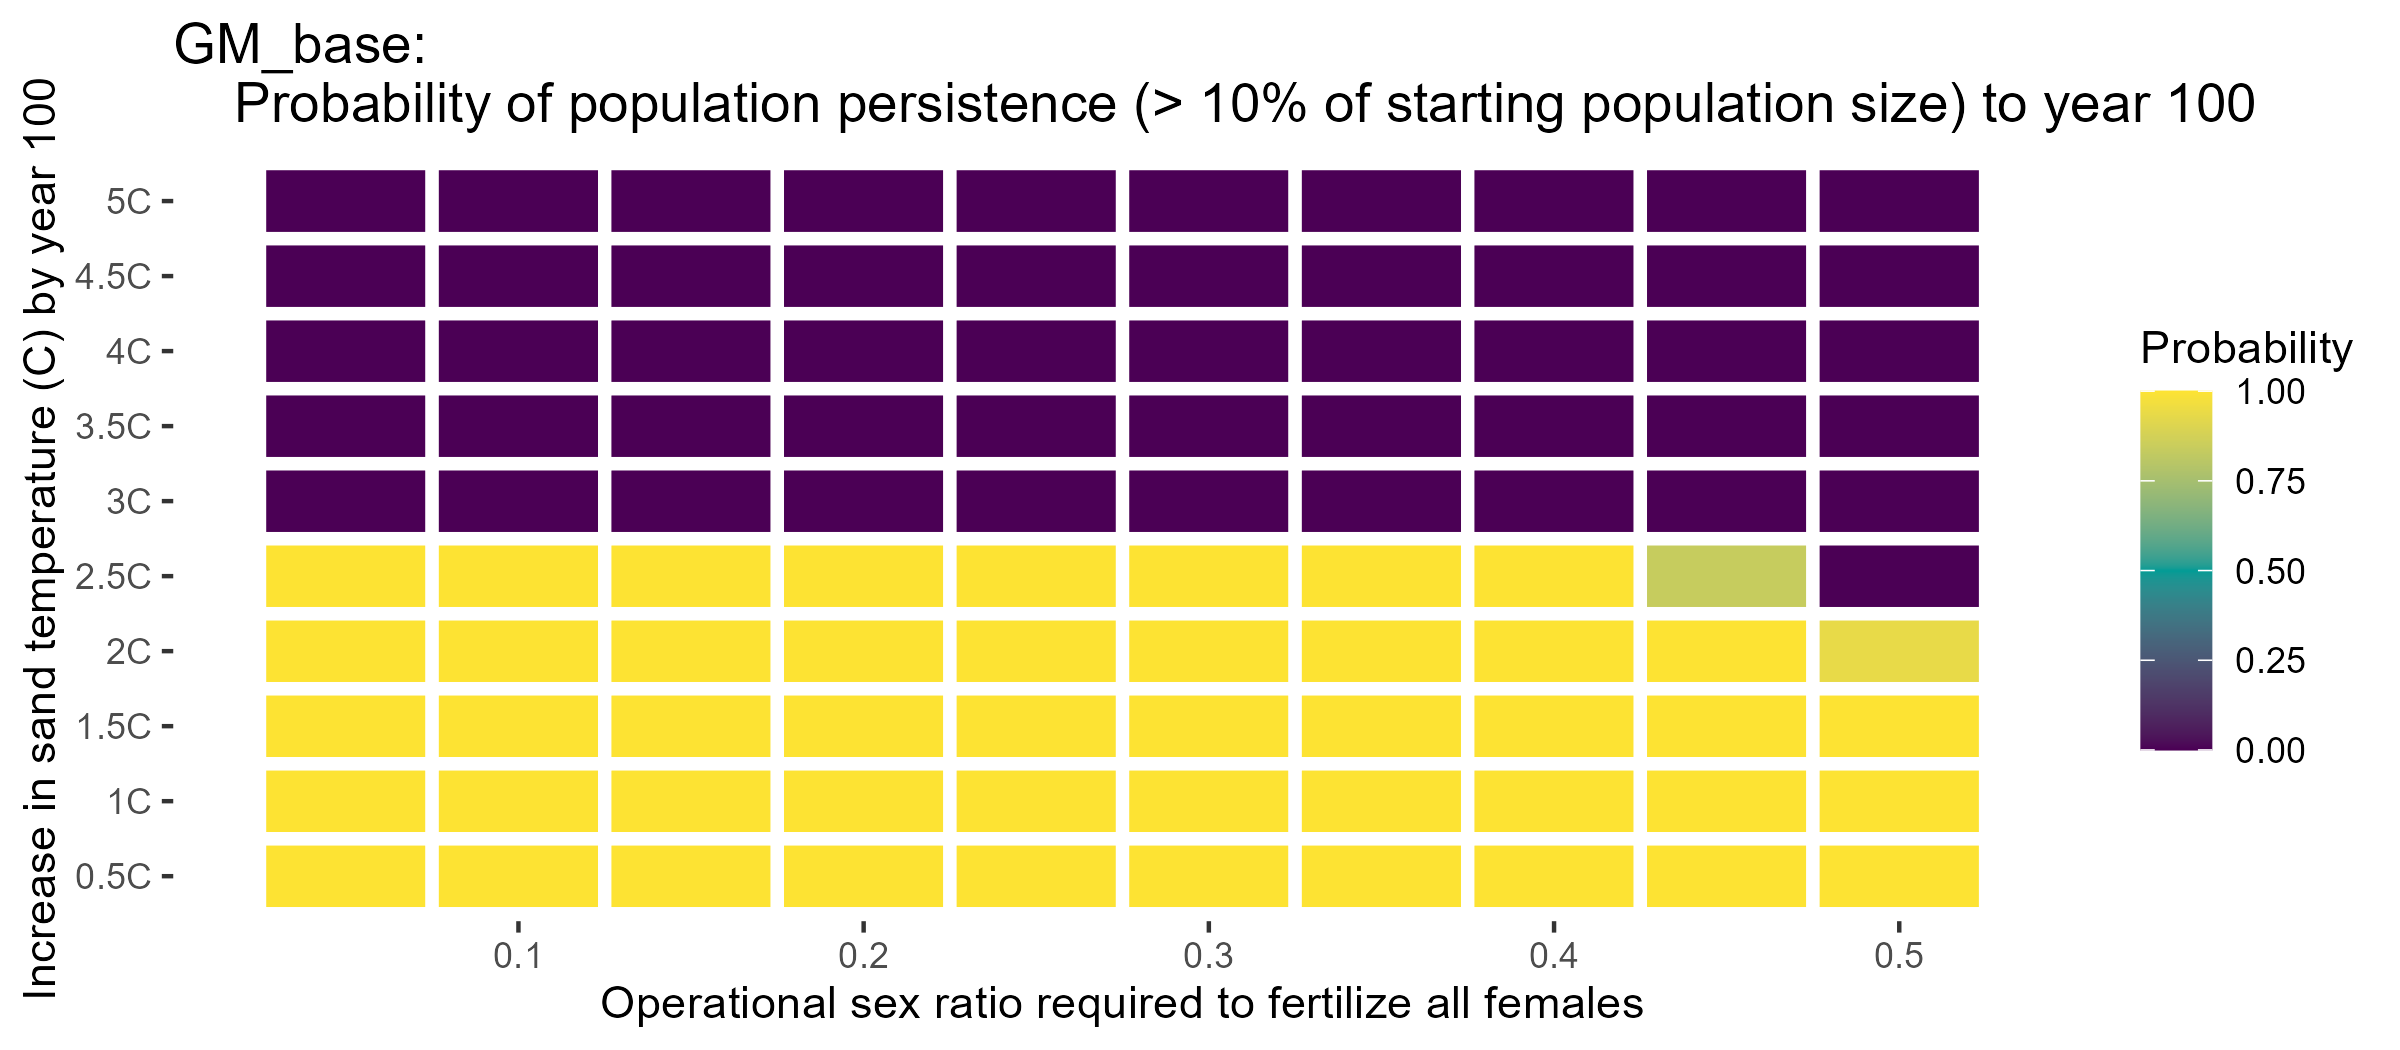 GM_base:
Probability of population persistence (> 10% of starting population size) to year 100
Increase in sand temperature (C) by year 100
5C
4.5C
4C
3.5C
3C
2.5C
2C
1.5C
1C
0.5C
0.1
0.2
0.3
0.4
0.5
Operational sex ratio required to fertilize all females
Probability
1.00
0.75
0.50
0.25
0.00